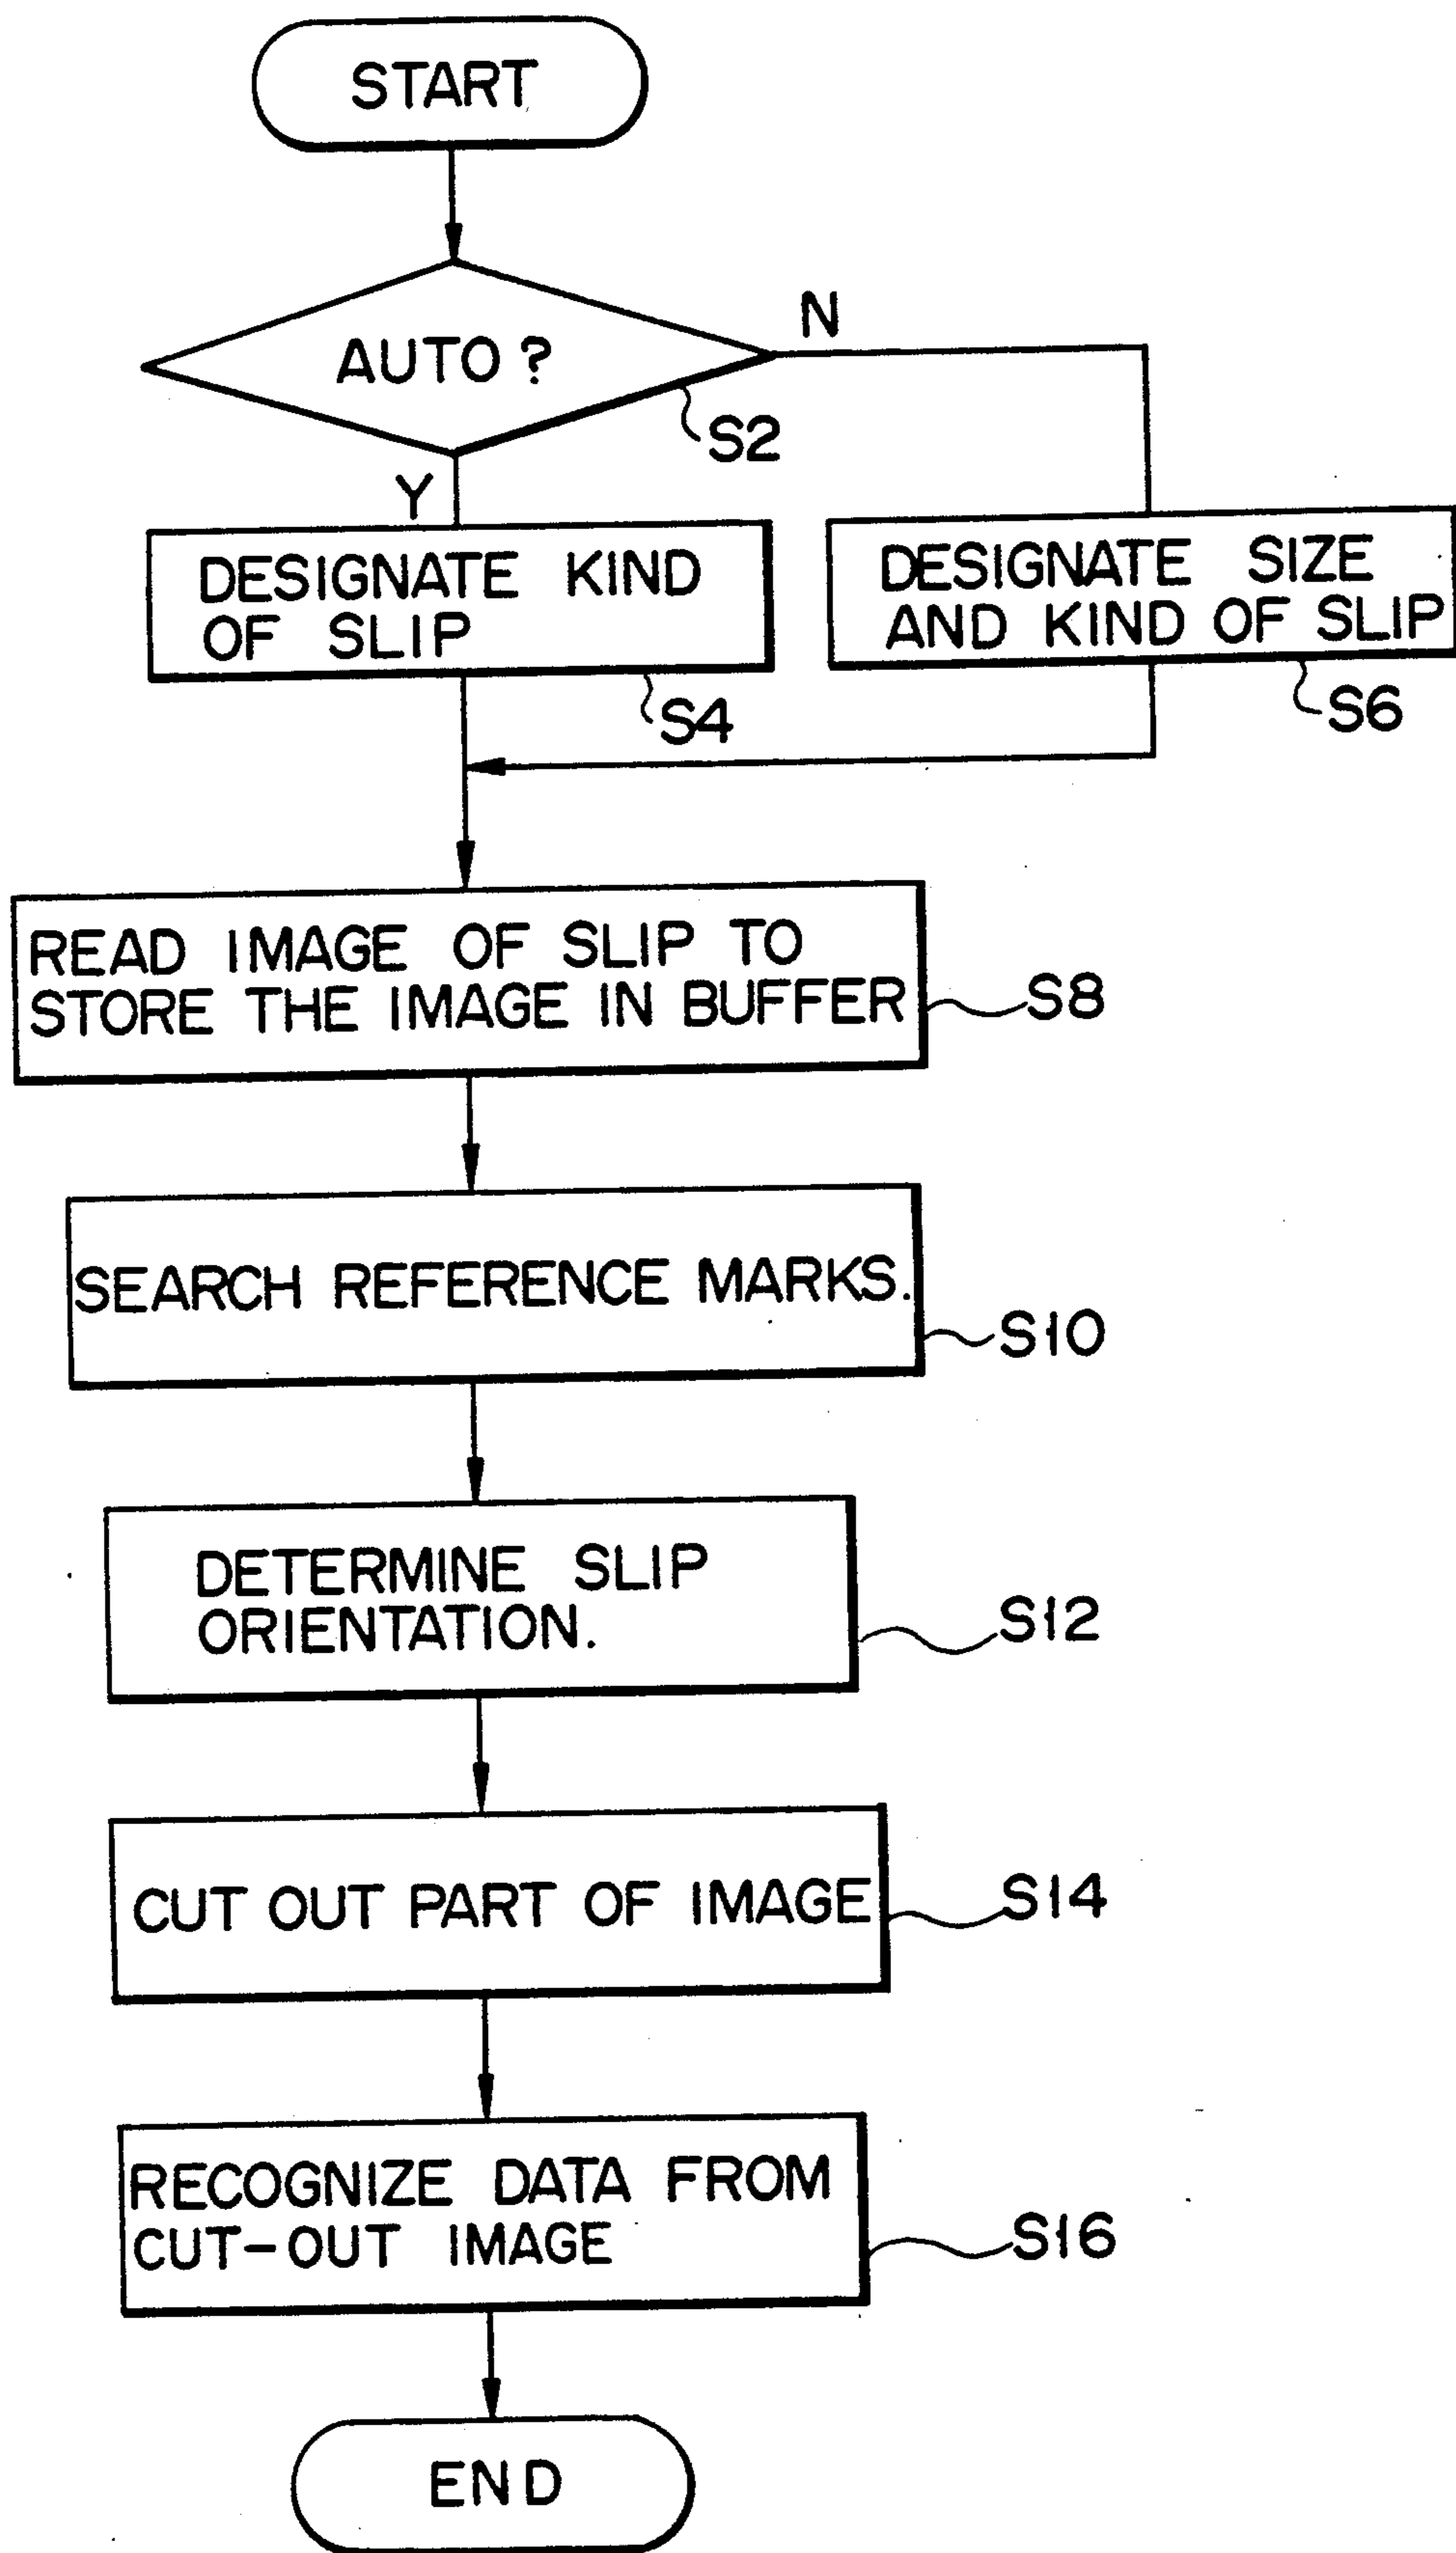 START
AUTO ?
N
S2
Y
DESIGNATE KIND
OF SLIP
S4
DESIGNATE SIZE
AND KIND OF SLIP
S6
READ IMAGE OF SLIP TO
STORE THE IMAGE IN BUFFER
S8
SEARCH REFERENCE MARKS.
S10
DETERMINE SLIP
ORIENTATION.
S12
CUT OUT PART OF IMAGE
S14
RECOGNIZE DATA FROM
CUT-OUT IMAGE
S16
END